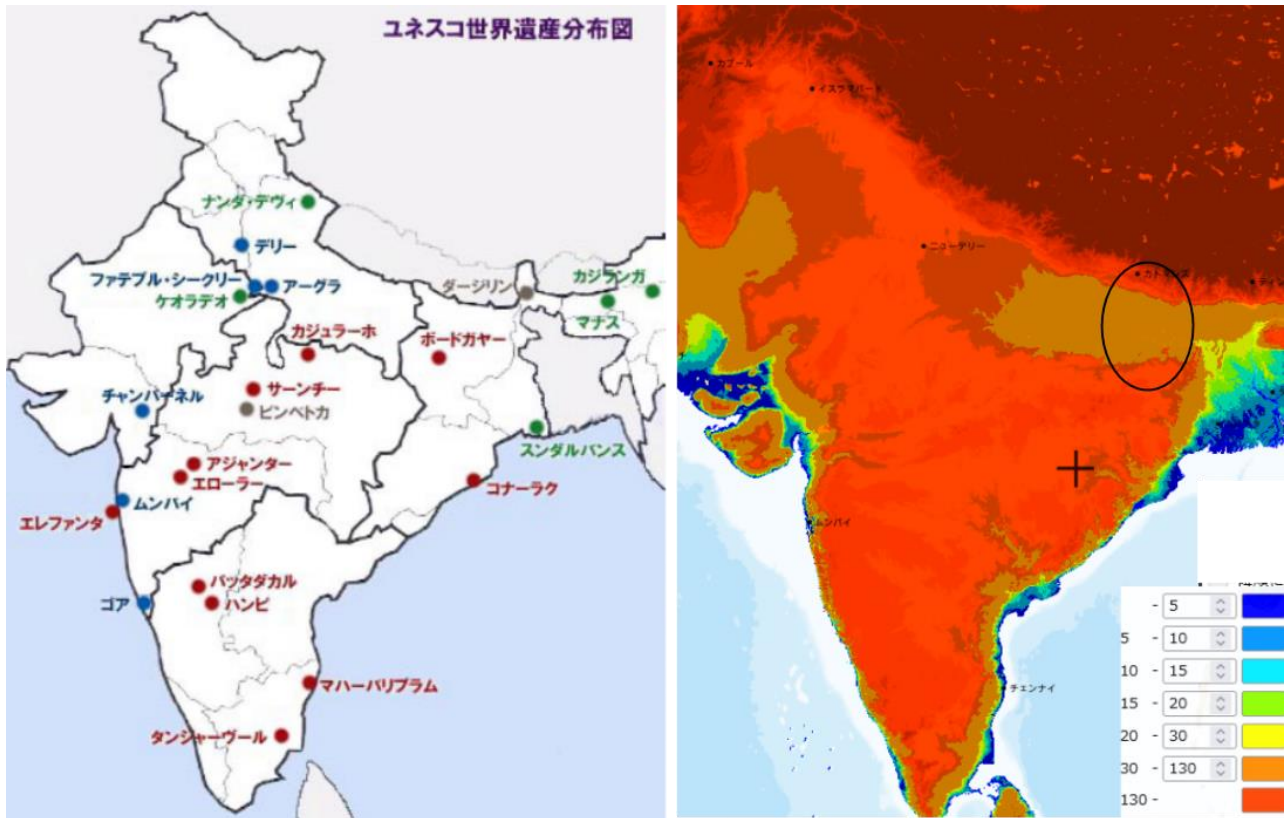 ユネスコ世界遺産分布図
ナンダ・デヴィ
デリー
ファテプル・シークリー
アーグラ
ケオラデオ
ダージリン
カジランガ
マナス
カジュラーホ
ボードガヤー
サーンチー
ビンベトカ
チャンパーネル
スンダルバンス
アジャンター
エローラー
コナーラク
ムンバイ
エレファンタ
パッタダカル
ハンピ
ゴア
マハーバリプラム
タンジャーヴール
カブール
イスラマバード
ニューデリー
カトマンズ
ムンバイ
チェンナイ
- 5
5 - 10
10 - 15
15 - 20
20 - 30
30 - 130
130 -